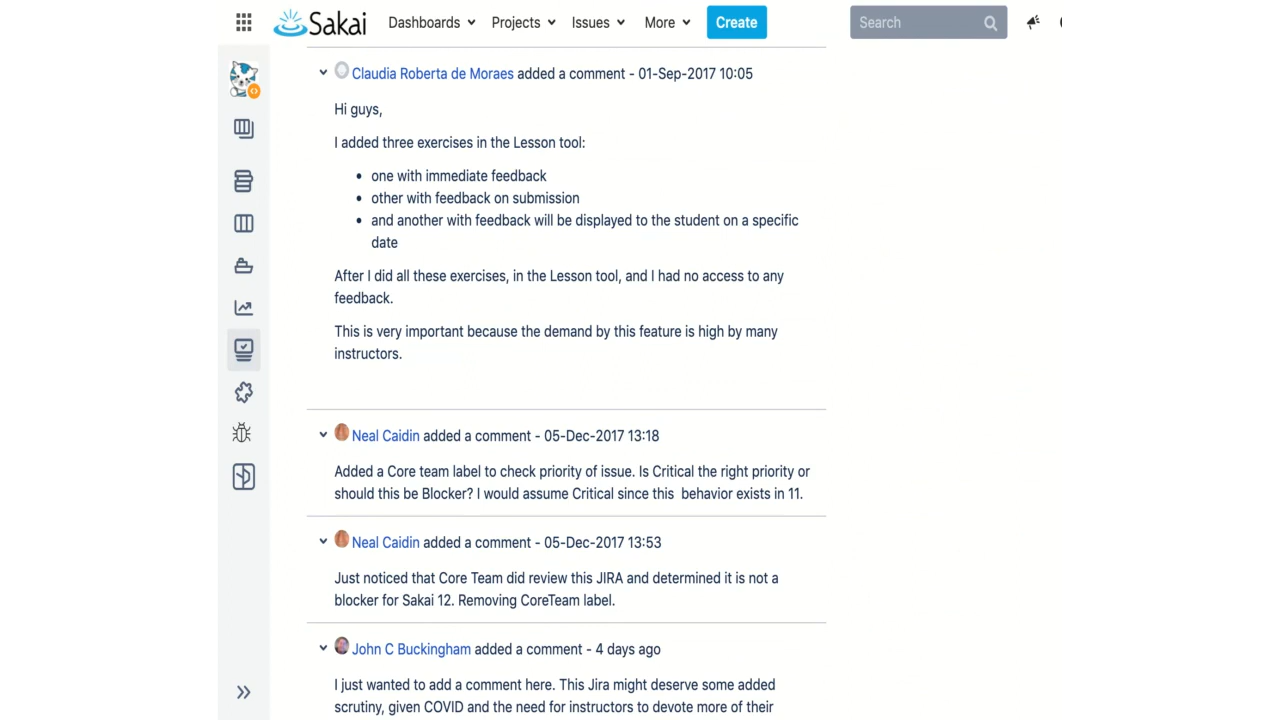 Sakai Dashboards Projects Issues More Create Search
Claudia Roberta de Moraes added a comment - 01-Sep-2017 10:05
Hi guys,
I added three exercises in the Lesson tool:
• one with immediate feedback
• other with feedback on submission
• and another with feedback will be displayed to the student on a specific
date
After I did all these exercises, in the Lesson tool, and I had no access to any
feedback.
This is very important because the demand by this feature is high by many
instructors.
Neal Caidin added a comment - 05-Dec-2017 13:18
Added a Core team label to check priority of issue. Is Critical the right priority or
should this be Blocker? I would assume Critical since this behavior exists in 11.
Neal Caidin added a comment - 05-Dec-2017 13:53
Just noticed that Core Team did review this JIRA and determined it is not a
blocker for Sakai 12. Removing CoreTeam label.
John C Buckingham added a comment - 4 days ago
I just wanted to add a comment here. This Jira might deserve some added
scrutiny, given COVID and the need for instructors to devote more of their